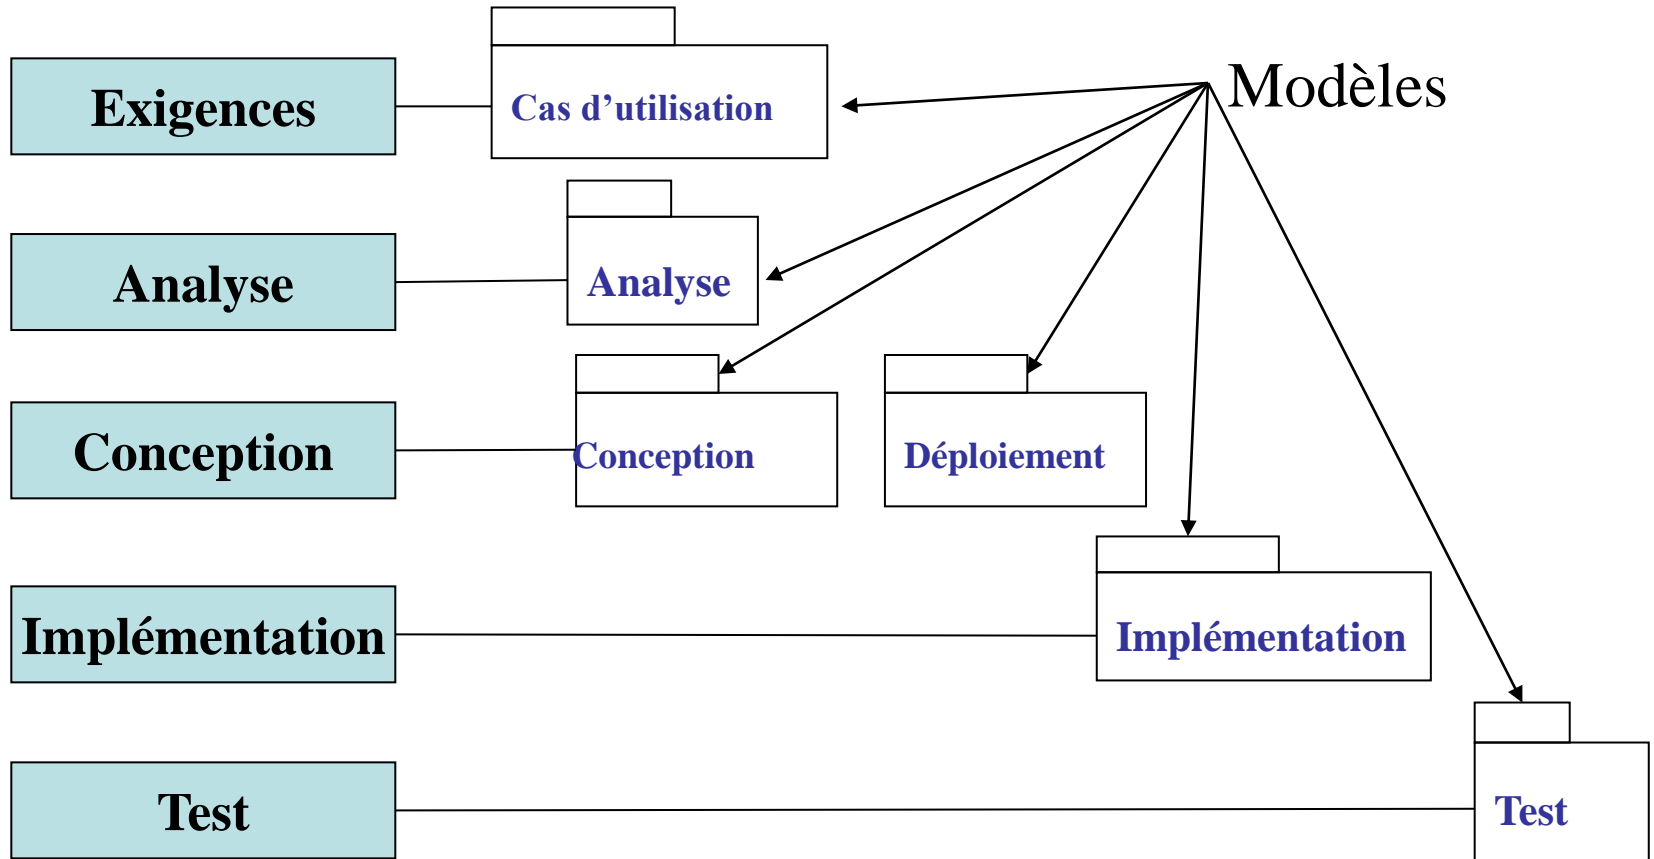 Modèles
Exigences
Cas d’utilisation
Analyse
Analyse
Conception
Conception
Déploiement
Implémentation
Implémentation
Test
Test